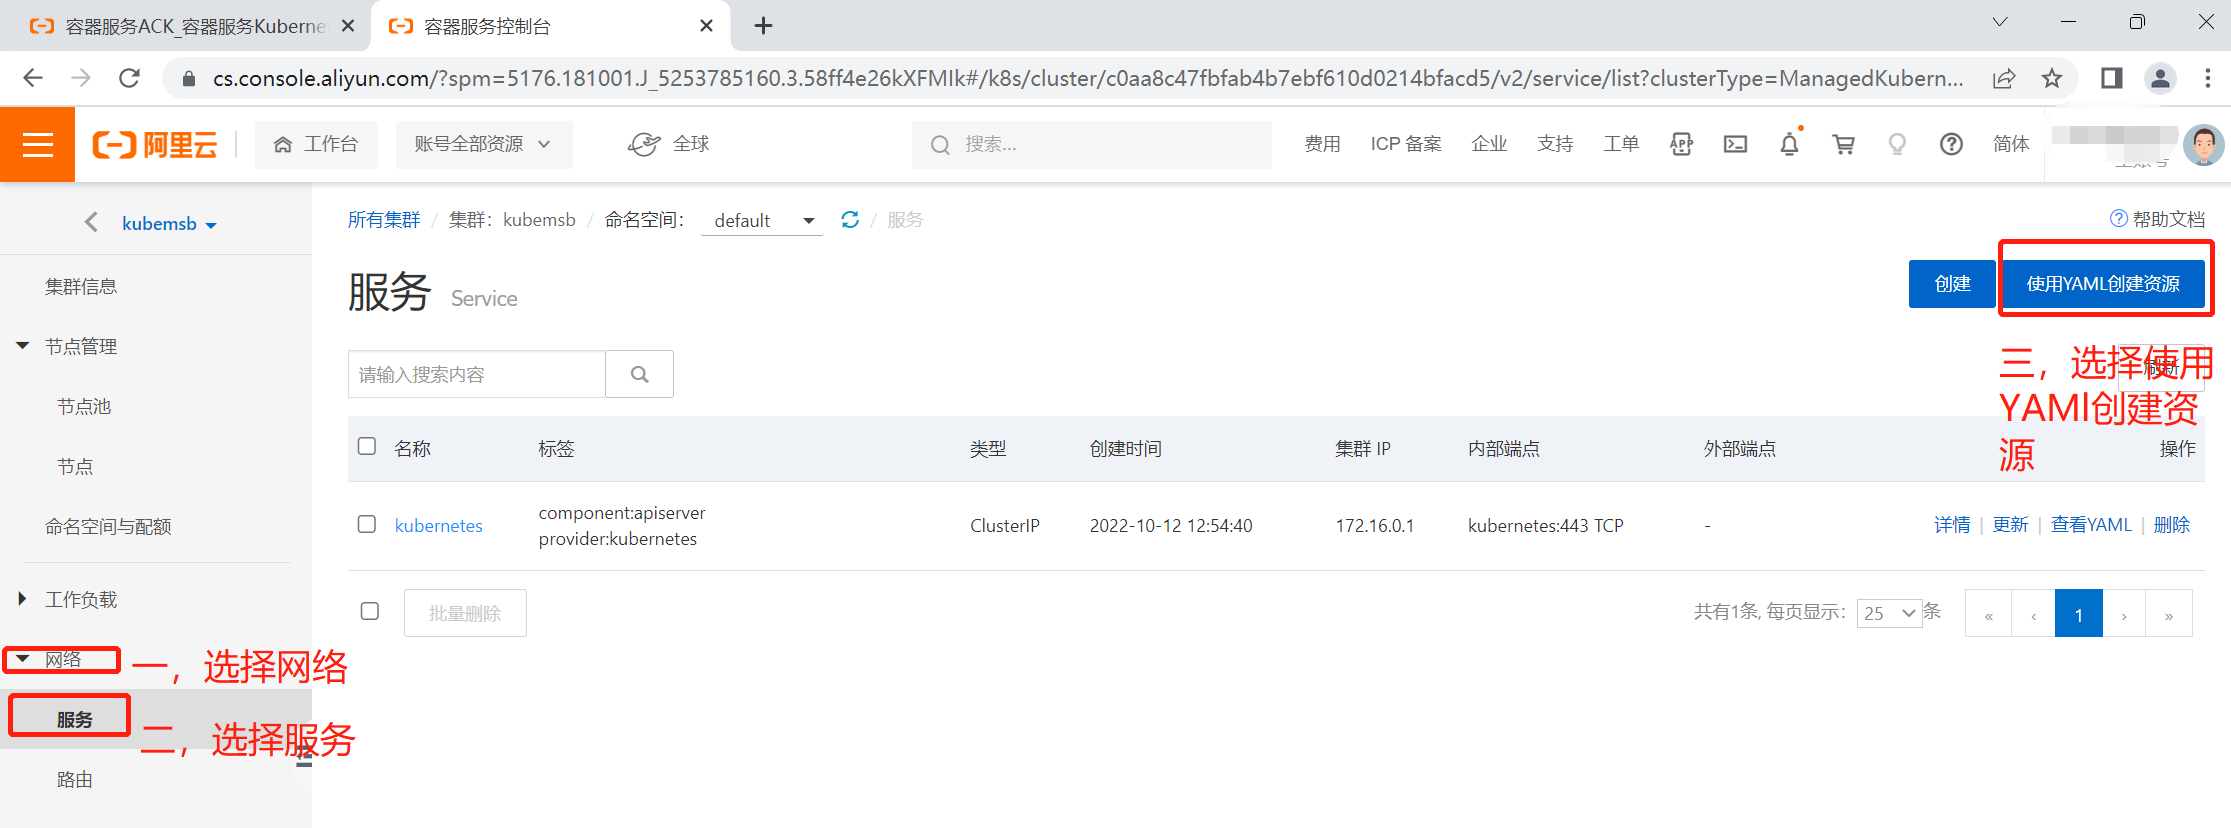 容器服务ACK_容器服务Kuberne
容器服务控制台
cs.console.aliyun.com/?spm=5176.181001.J_5253785160.3.58ff4e26kXFMIk#/k8s/cluster/c0aa8c47fbfab4b7ebf610d0214bfacd5/v2/service/list?clusterType=ManagedKubern...
阿里云
工作台
账号全部资源
全球
搜索...
费用
ICP 备案
企业
支持
工单
APP
简体
kubemsb
所有集群 / 集群：kubemsb / 命名空间： default / 服务
帮助文档
集群信息
节点管理
节点池
节点
命名空间与配额
工作负载
网络
服务
路由
一，选择网络
二，选择服务
服务 Service
创建
使用YAML创建资源
请输入搜索内容
刷新
三，选择使用
YAMl创建资
源
名称 标签 类型 创建时间 集群 IP 内部端点 外部端点 操作
kubernetes
component:apiserver
provider:kubernetes
ClusterIP
2022-10-12 12:54:40
172.16.0.1
kubernetes:443 TCP
-
详情 | 更新 | 查看YAML | 删除
批量删除
共有1条, 每页显示： 25 条
« ‹ 1 › »